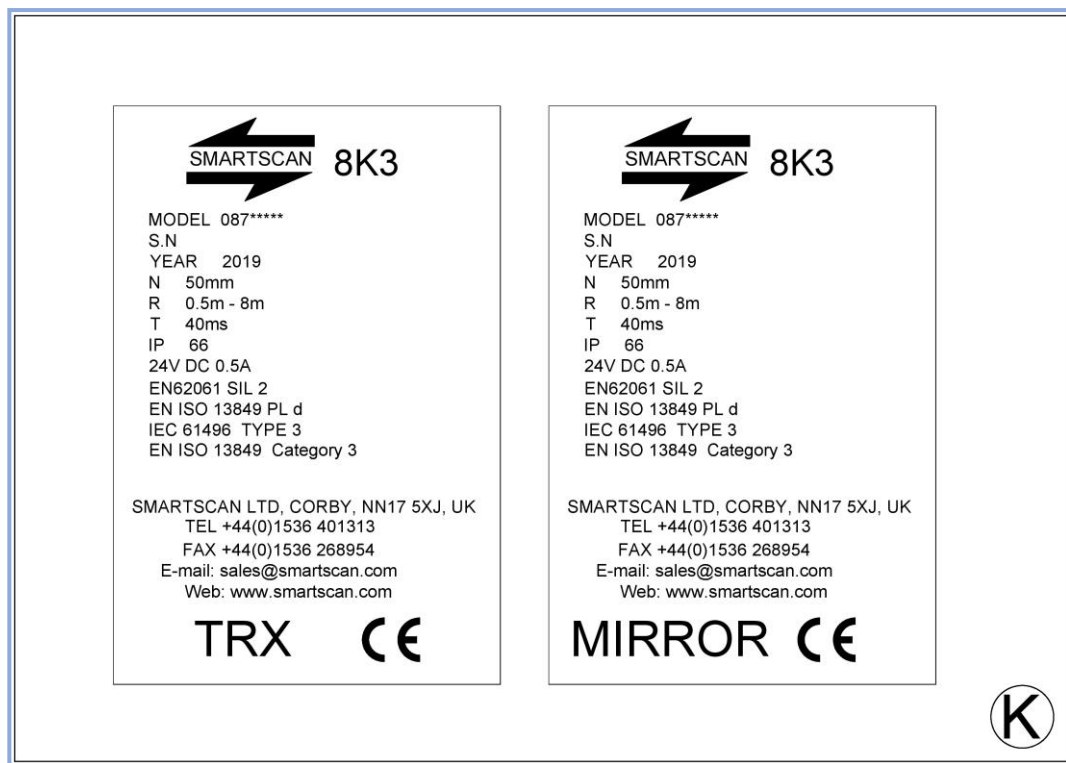 SMARTSCAN 8K3
MODEL 087*****
S.N
YEAR 2019
N 50mm
R 0.5m - 8m
T 40ms
IP 66
24V DC 0.5A
EN62061 SIL 2
EN ISO 13849 PL d
IEC 61496 TYPE 3
EN ISO 13849 Category 3
SMARTSCAN LTD, CORBY, NN17 5XJ, UK
TEL +44(0)1536 401313
FAX +44(0)1536 268954
E-mail: sales@smartscan.com
Web: www.smartscan.com
TRX CE
SMARTSCAN 8K3
MODEL 087*****
S.N
YEAR 2019
N 50mm
R 0.5m - 8m
T 40ms
IP 66
24V DC 0.5A
EN62061 SIL 2
EN ISO 13849 PL d
IEC 61496 TYPE 3
EN ISO 13849 Category 3
SMARTSCAN LTD, CORBY, NN17 5XJ, UK
TEL +44(0)1536 401313
FAX +44(0)1536 268954
E-mail: sales@smartscan.com
Web: www.smartscan.com
MIRROR CE
K